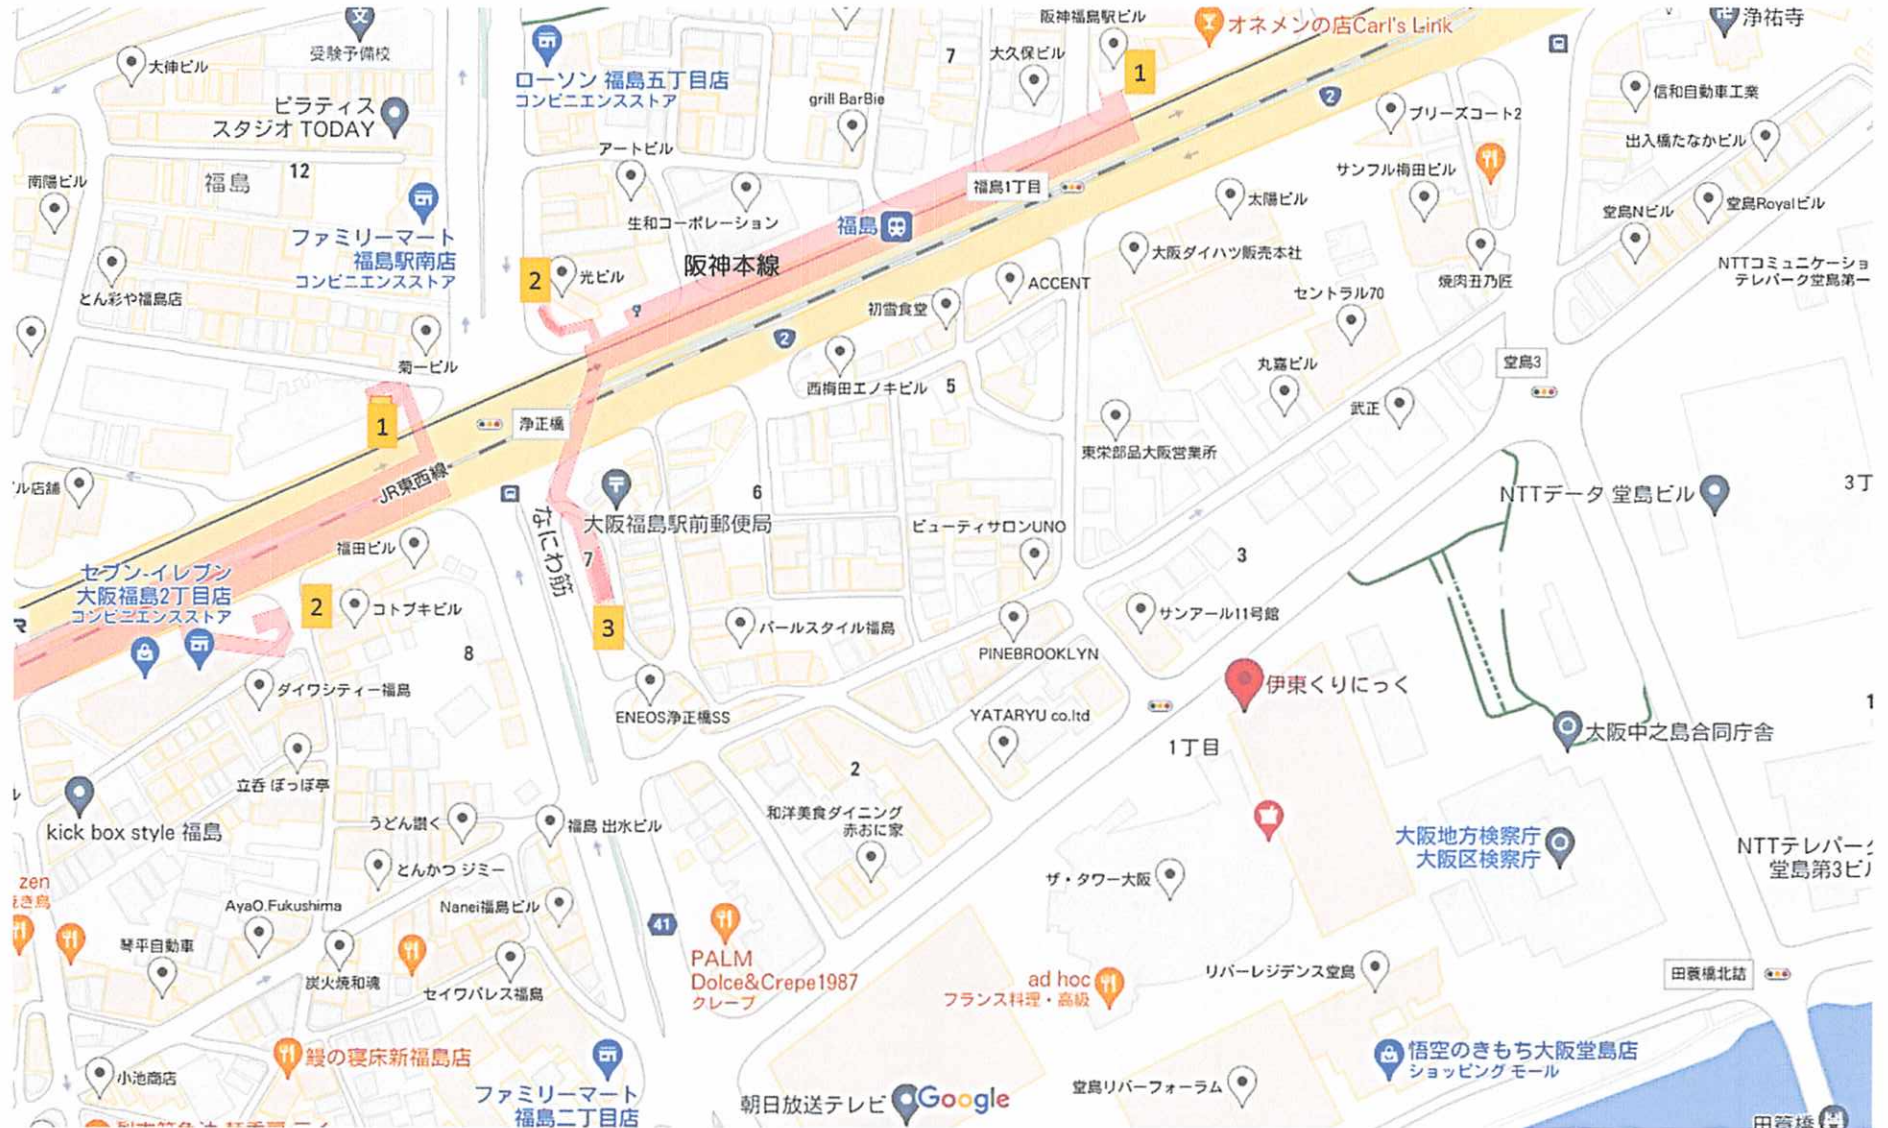 受験予備校
大伸ビル
ピラティス
スタジオ TODAY
南陽ビル
福島
12
とん彩や福島店
ファミリーマート
福島駅南店
コンビニエンスストア
菊一ビル
ローソン 福島五丁目店
コンビニエンスストア
grill BarBie
7
大久保ビル
阪神福島駅ビル
1
オネメンの店Carl's Link
浄祐寺
2
ブリーズコート2
信和自動車工業
出入橋たなかビル
サンフル梅田ビル
堂島Nビル
堂島Royalビル
NTTコミュニケーショ
テレパーク堂島第一
焼肉丑乃匠
アートビル
生和コーポレーション
福島1丁目
福島
阪神本線
2
光ビル
太陽ビル
大阪ダイハツ販売本社
ACCENT
初雪食堂
セントラル70
2
西梅田エノキビル
5
丸嘉ビル
堂島3
武正
東栄部品大阪営業所
1
浄正橋
JR東西線
ル店舗
なにわ筋
大阪福島駅前郵便局
6
7
3
ビューティサロンUNO
3
NTTデータ 堂島ビル
3丁
福田ビル
セブン-イレブン
大阪福島2丁目店
コンビニエンスストア
2
コトブキビル
8
ダイワシティー福島
パールスタイル福島
PINEBROOKLYN
サンアール11号館
伊東くりにっく
ENEOS浄正橋SS
YATARYU co.ltd
1丁目
大阪中之島合同庁舎
1
立呑 ぽっぽ亭
kick box style 福島
うどん讃く
福島 出水ビル
2
和洋美食ダイニング
赤おに家
大阪地方検察庁
大阪区検察庁
NTTテレパーク
堂島第3ビル
とんかつ ジミー
ザ・タワー大阪
zen
き鳥
AyaO.Fukushima
Nanei福島ビル
41
琴平自動車
炭火焼和魂
セイワパレス福島
PALM
Dolce&Crepe1987
クレープ
ad hoc
フランス料理・高級
リバーレジデンス堂島
田蓑橋北詰
鰻の寝床新福島店
小池商店
ファミリーマート
福島二丁目店
朝日放送テレビ
Google
堂島リバーフォーラム
悟空のきもち大阪堂島店
ショッピング モール
田蓑橋